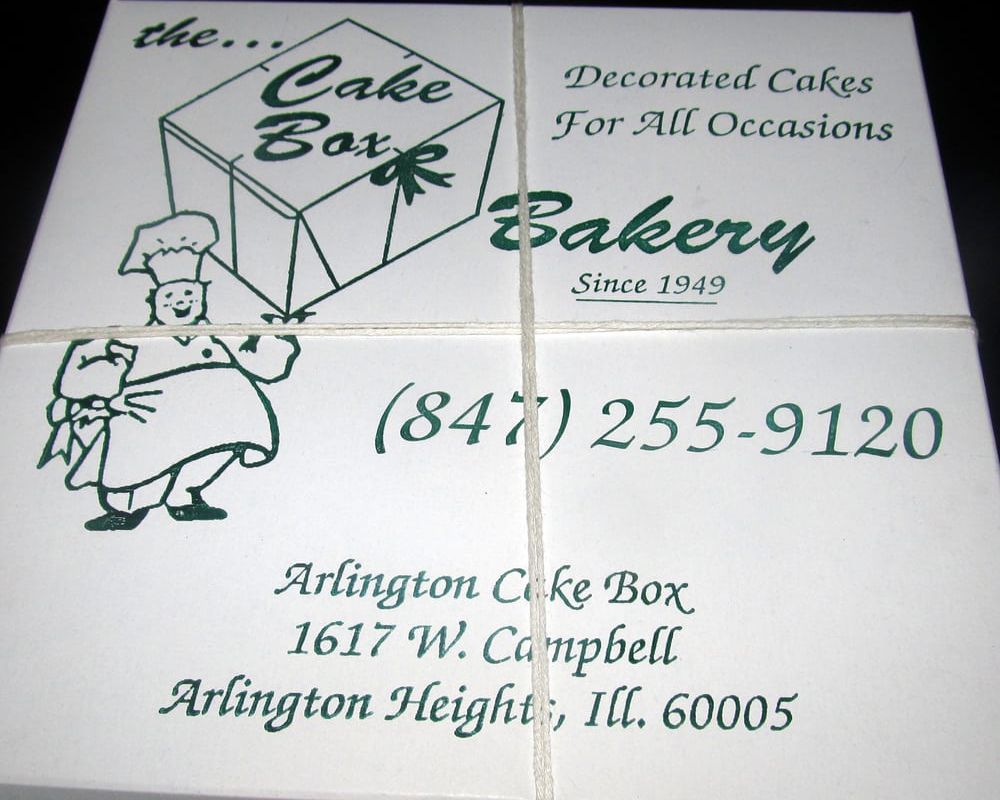 the...
Cake
Box
Decorated Cakes
For All Occasions
Bakery
Since 1949
(847) 255-9120
Arlington Cake Box
1617 W. Campbell
Arlington Heights, Ill. 60005